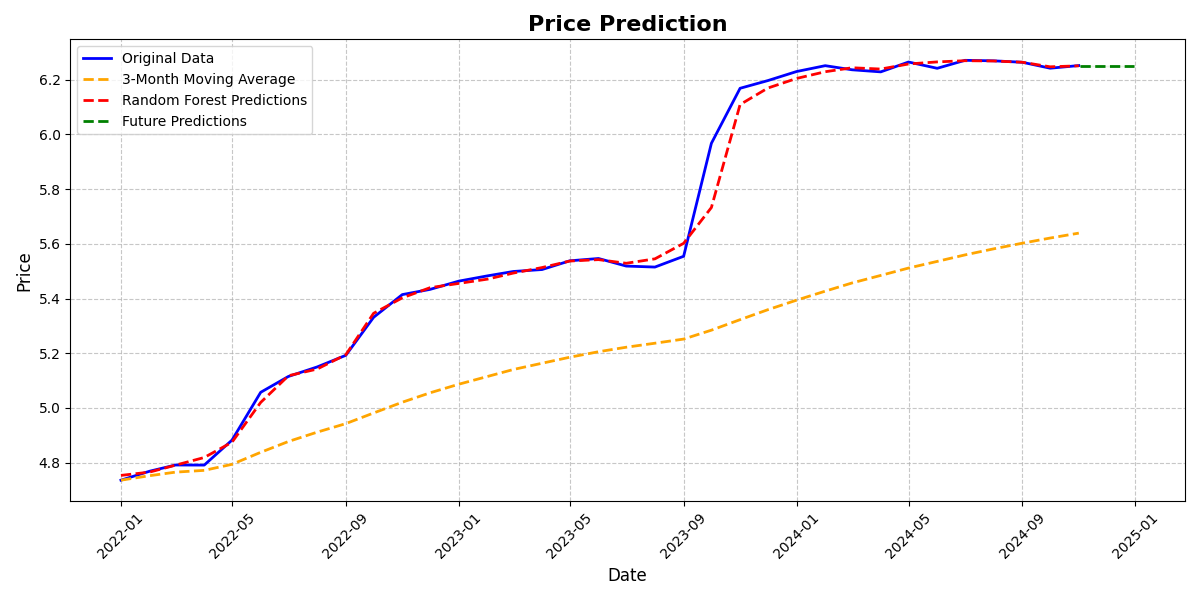 Price Prediction
Original Data
3-Month Moving Average
Random Forest Predictions
Future Predictions
6.2
6.0
5.8
5.6
5.4
5.2
5.0
4.8
Price
2022-01
2022-05
2022-09
2023-01
2023-05
2023-09
2024-01
2024-05
2024-09
2025-01
Date